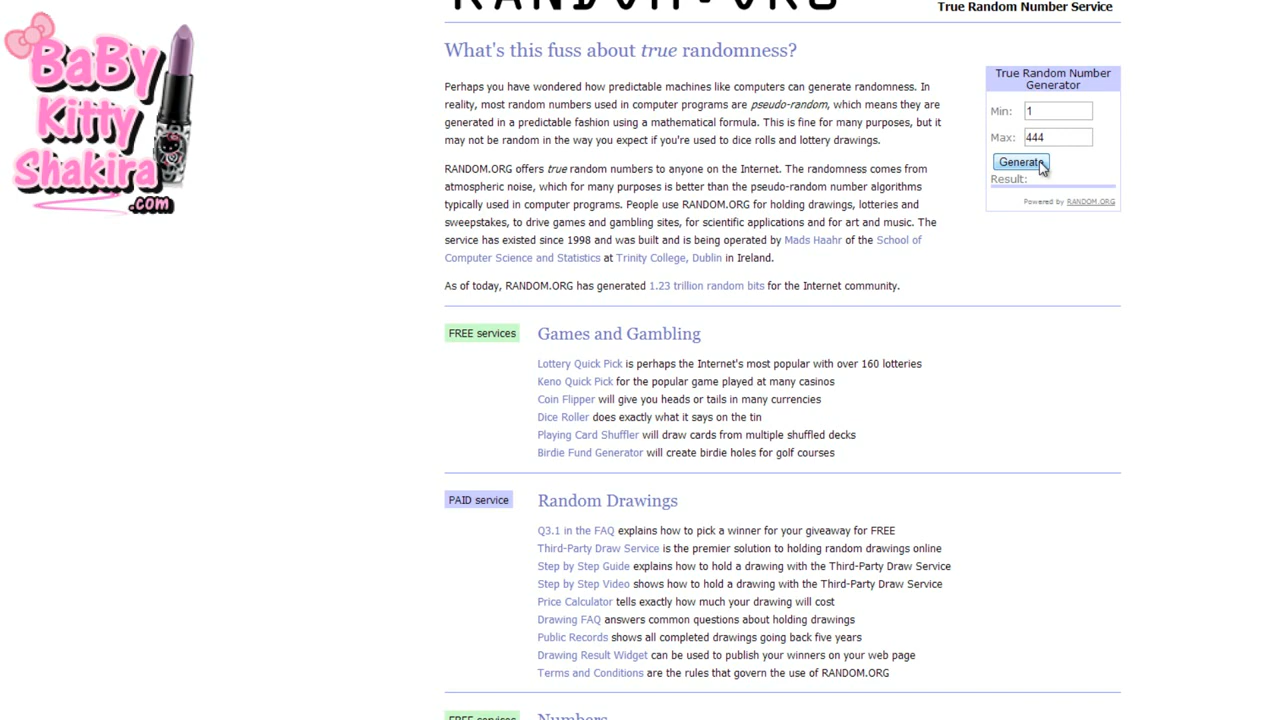 BaBy
Kitty
Shakira
.com
RANDOM.ORG
True Random Number Service
What's this fuss about true randomness?
Perhaps you have wondered how predictable machines like computers can generate randomness. In
reality, most random numbers used in computer programs are pseudo-random, which means they are
generated in a predictable fashion using a mathematical formula. This is fine for many purposes, but it
may not be random in the way you expect if you're used to dice rolls and lottery drawings.
RANDOM.ORG offers true random numbers to anyone on the Internet. The randomness comes from
atmospheric noise, which for many purposes is better than the pseudo-random number algorithms
typically used in computer programs. People use RANDOM.ORG for holding drawings, lotteries and
sweepstakes, to drive games and gambling sites, for scientific applications and for art and music. The
service has existed since 1998 and was built and is being operated by Mads Haahr of the School of
Computer Science and Statistics at Trinity College, Dublin in Ireland.
As of today, RANDOM.ORG has generated 1.23 trillion random bits for the Internet community.
True Random Number
Generator
Min: 1
Max: 444
Generate
Result:
Powered by RANDOM.ORG
FREE services
Games and Gambling
Lottery Quick Pick is perhaps the Internet's most popular with over 160 lotteries
Keno Quick Pick for the popular game played at many casinos
Coin Flipper will give you heads or tails in many currencies
Dice Roller does exactly what it says on the tin
Playing Card Shuffler will draw cards from multiple shuffled decks
Birdie Fund Generator will create birdie holes for golf courses
PAID service
Random Drawings
Q3.1 in the FAQ explains how to pick a winner for your giveaway for FREE
Third-Party Draw Service is the premier solution to holding random drawings online
Step by Step Guide explains how to hold a drawing with the Third-Party Draw Service
Step by Step Video shows how to hold a drawing with the Third-Party Draw Service
Price Calculator tells exactly how much your drawing will cost
Drawing FAQ answers common questions about holding drawings
Public Records shows all completed drawings going back five years
Drawing Result Widget can be used to publish your winners on your web page
Terms and Conditions are the rules that govern the use of RANDOM.ORG
FREE services
Numbers